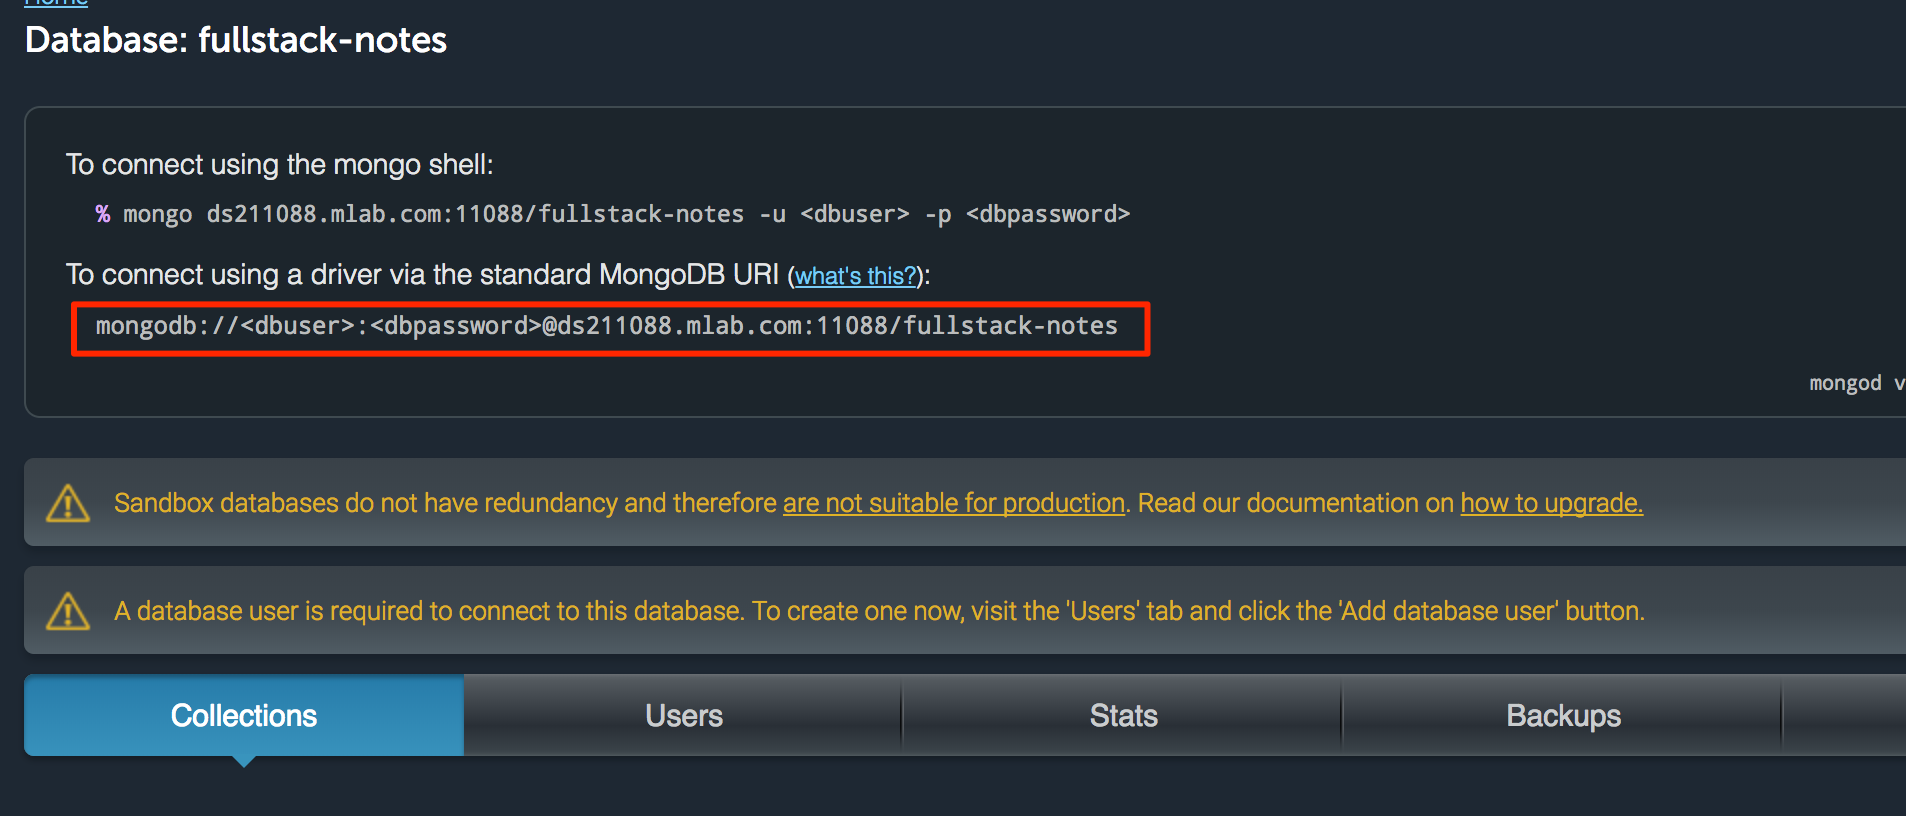 Home
Database: fullstack-notes
To connect using the mongo shell:
% mongo ds211088.mlab.com:11088/fullstack-notes -u <dbuser> -p <dbpassword>
To connect using a driver via the standard MongoDB URI (what's this?):
mongodb://<dbuser>:<dbpassword>@ds211088.mlab.com:11088/fullstack-notes
mongod v
Sandbox databases do not have redundancy and therefore are not suitable for production. Read our documentation on how to upgrade.
A database user is required to connect to this database. To create one now, visit the 'Users' tab and click the 'Add database user' button.
Collections Users Stats Backups